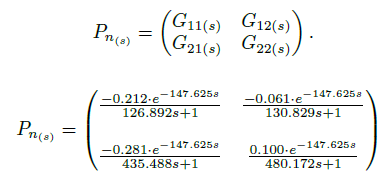 P_{n_{(s)}} = \begin{pmatrix} G_{11(s)} & G_{12(s)} \\ G_{21(s)} & G_{22(s)} \end{pmatrix}.
P_{n_{(s)}} = \begin{pmatrix} \frac{-0.212 \cdot e^{-147.625s}}{126.892s+1} & \frac{-0.061 \cdot e^{-147.625s}}{130.829s+1} \\ \frac{-0.281 \cdot e^{-147.625s}}{435.488s+1} & \frac{0.100 \cdot e^{-147.625s}}{480.172s+1} \end{pmatrix}